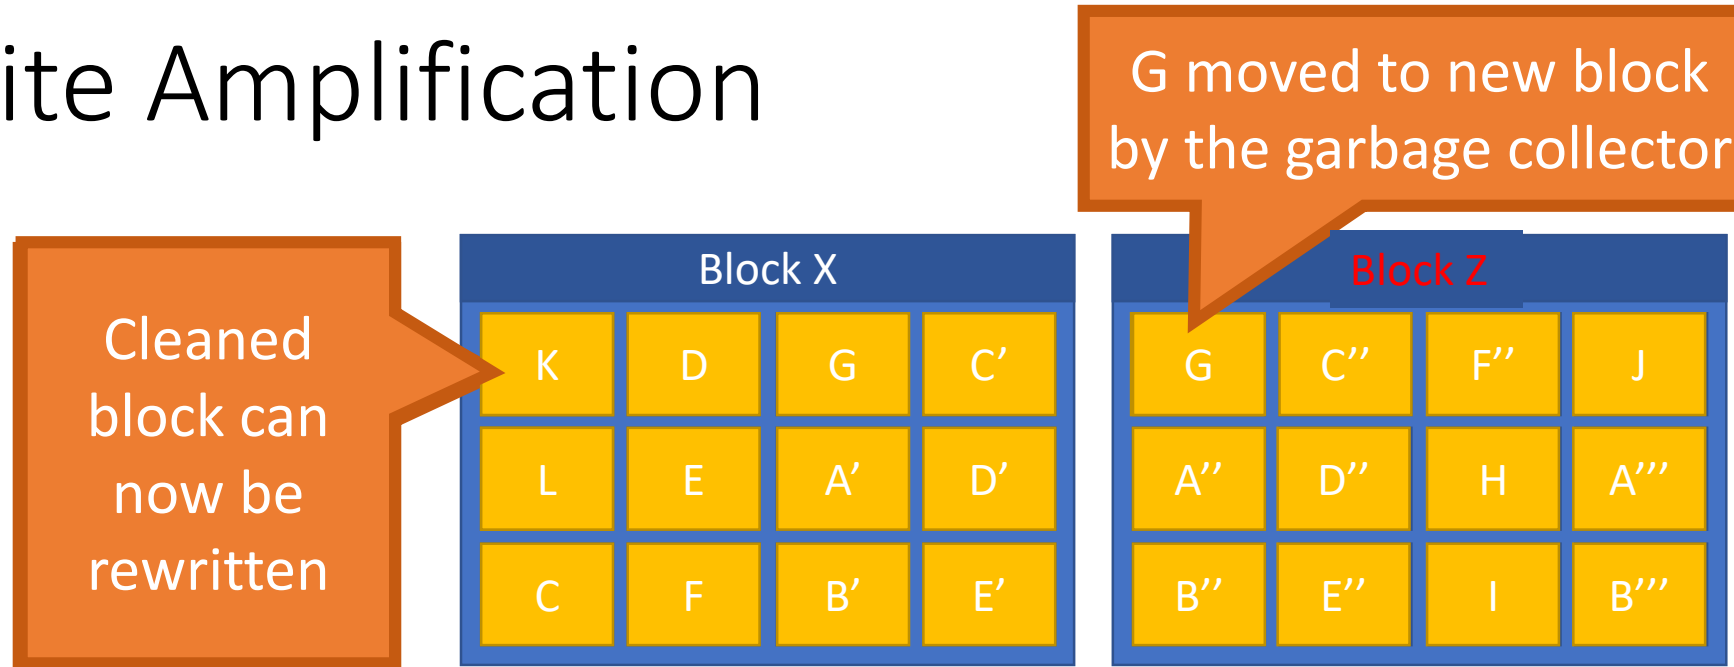 ite Amplification
G moved to new block
by the garbage collector
Cleaned
block can
now be
rewritten
Block X
K D G C’
L E A’ D’
C F B’ E’
Block Z
G C’’ F’’ J
A’’ D’’ H A’’’
B’’ E’’ I B’’’